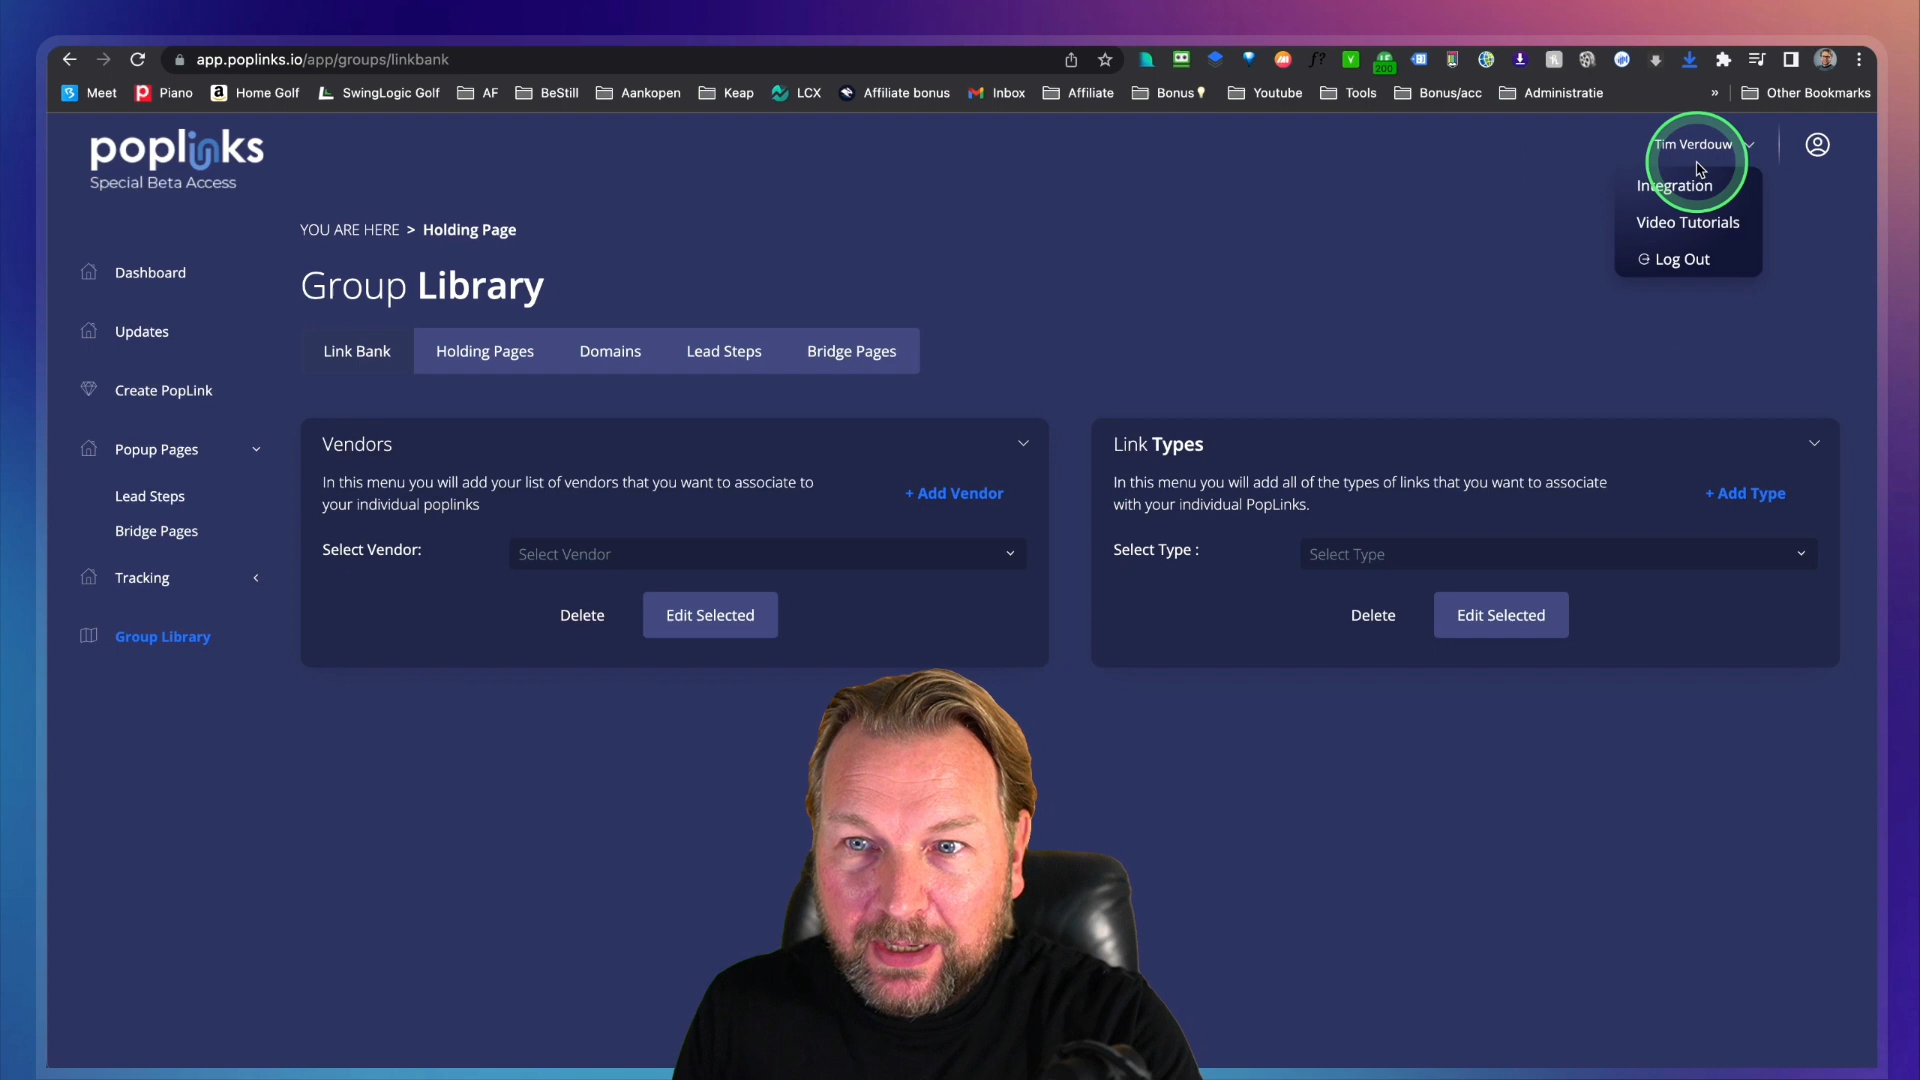 app.poplinks.io/app/groups/linkbank
200
Meet Piano Home Golf SwingLogic Golf AF BeStill Aankopen Keap LCX Affiliate bonus Inbox Affiliate Bonus Youtube Tools Bonus/acc Administratie » Other Bookmarks
poplinks
Special Beta Access
Tim Verdouw
Integration
Video Tutorials
Log Out
YOU ARE HERE > Holding Page
Group Library
Dashboard
Updates
Create PopLink
Popup Pages
Lead Steps
Bridge Pages
Tracking
Group Library
Link Bank Holding Pages Domains Lead Steps Bridge Pages
Vendors
In this menu you will add your list of vendors that you want to associate to
your individual poplinks
+ Add Vendor
Select Vendor: Select Vendor
Delete Edit Selected
Link Types
In this menu you will add all of the types of links that you want to associate
with your individual PopLinks.
+ Add Type
Select Type : Select Type
Delete Edit Selected